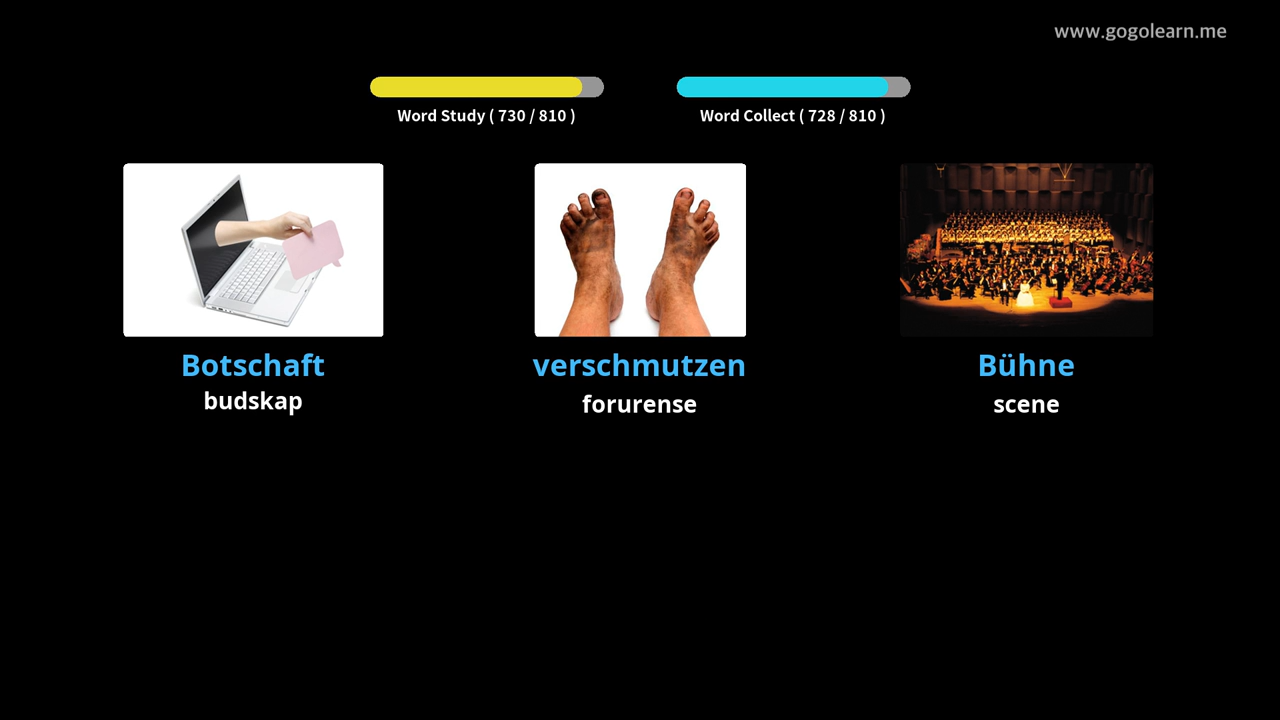 www.gogolearn.me
Word Study ( 730 / 810 )
Word Collect ( 728 / 810 )
Botschaft
budskap
verschmutzen
forurense
Bühne
scene